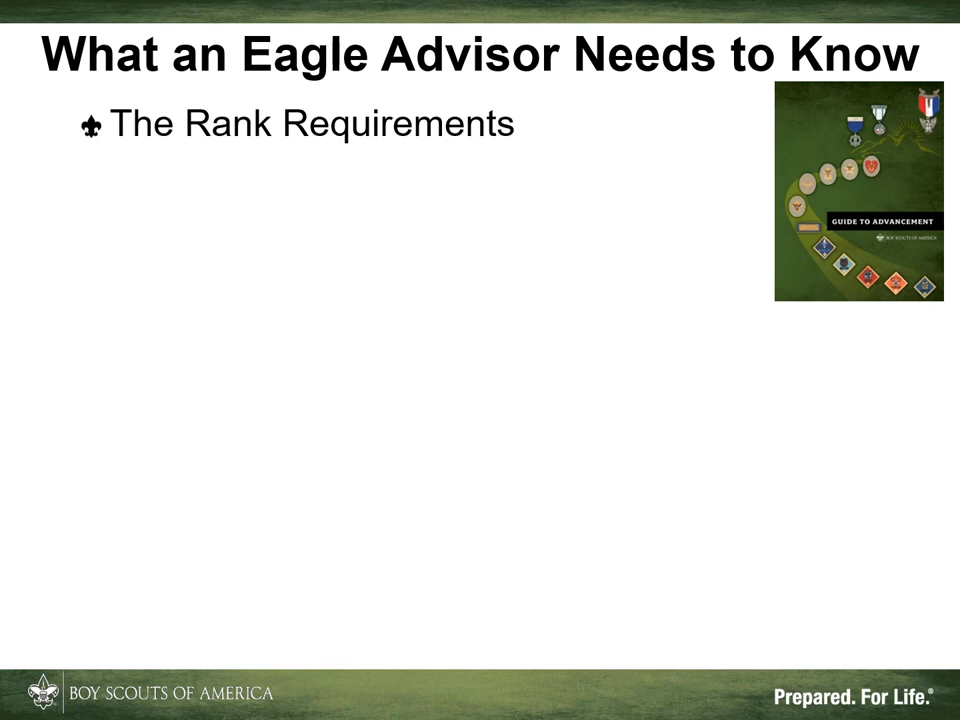 What an Eagle Advisor Needs to Know
The Rank Requirements
GUIDE TO ADVANCEMENT
BOY SCOUTS OF AMERICA
BOY SCOUTS OF AMERICA
Prepared. For Life.®